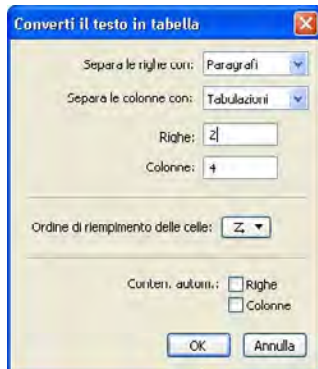 Converti il testo in tabella
Separa le righe con: Paragrafi
Separa le colonne con: Tabulazioni
Righe: 2
Colonne: 4
Ordine di riempimento delle celle:
Conten. autom.: Righe
Colonne
OK Annulla